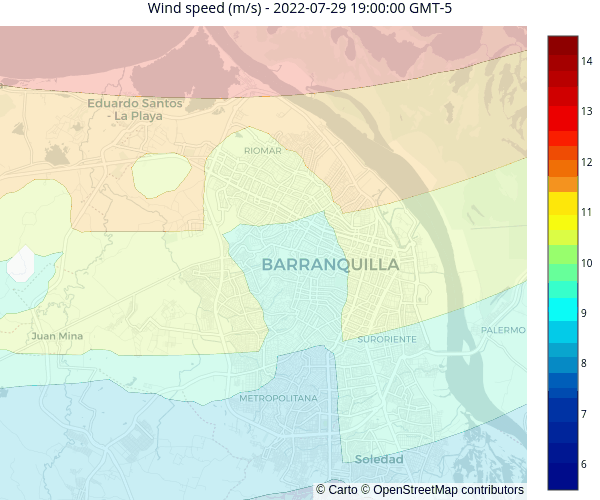 Wind speed (m/s) - 2022-07-29 19:00:00 GMT-5
Eduardo Santos
- La Playa
RIOMAR
BARRANQUILLA
Juan Mina
SURORIENTE
PALERMO
METROPOLITANA
Soledad
© Carto © OpenStreetMap contributors
14
13
12
11
10
9
8
7
6